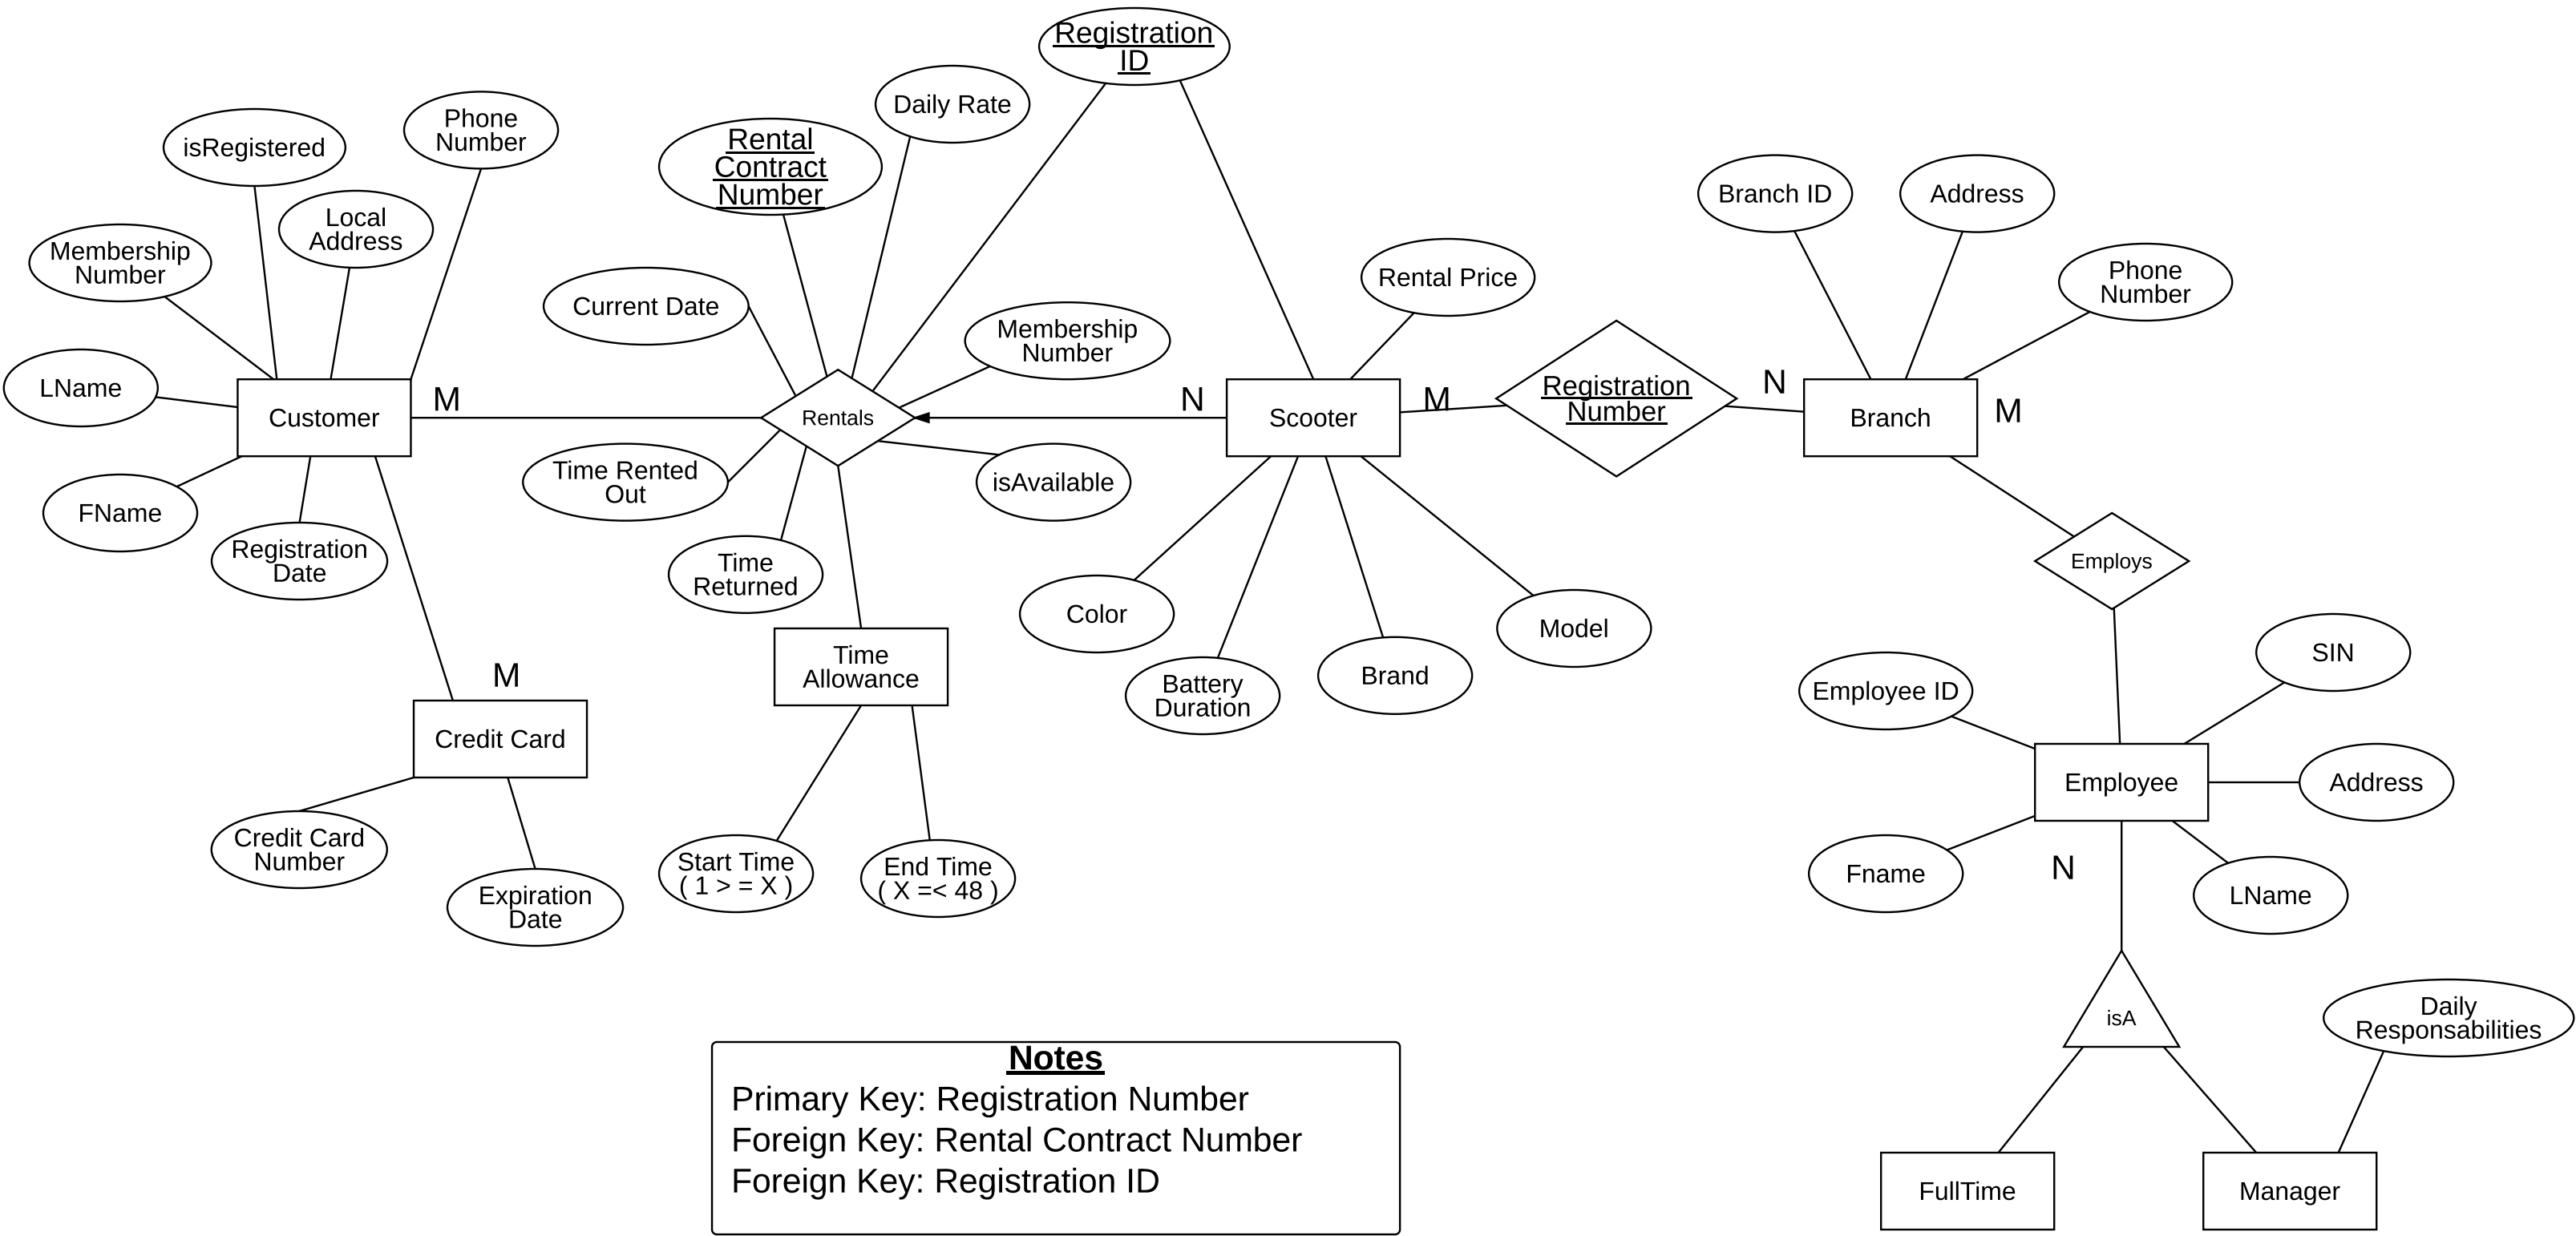 Registration
ID
Daily Rate
Phone
Number
isRegistered
Rental
Contract
Number
Local
Address
Membership
Number
Branch ID
Address
Phone
Number
Rental Price
Current Date
Membership
Number
LName
M
Customer
Rentals
N
Scooter
M
Registration
Number
N
Branch
M
FName
Registration
Date
Time Rented
Out
isAvailable
Time
Returned
Employs
Color
Battery
Duration
Brand
Model
Time
Allowance
M
Credit Card
Credit Card
Number
Expiration
Date
Start Time
( 1 > = X )
End Time
( X =< 48 )
SIN
Employee ID
Employee
Address
Fname
N
LName
isA
Daily
Responsabilities
FullTime
Manager
Notes
Primary Key: Registration Number
Foreign Key: Rental Contract Number
Foreign Key: Registration ID